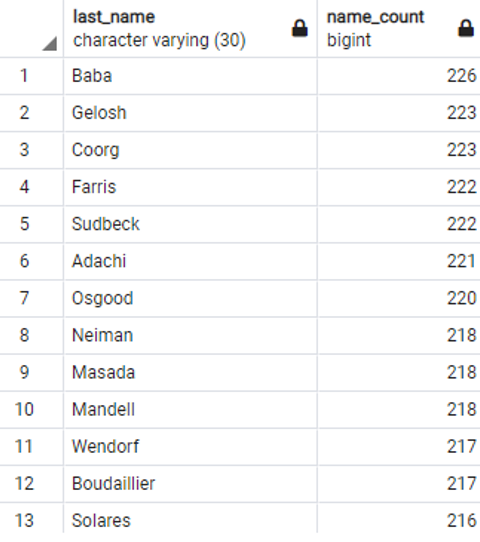 last_name name_count
character varying (30) bigint
1 Baba 226
2 Gelosh 223
3 Coorg 223
4 Farris 222
5 Sudbeck 222
6 Adachi 221
7 Osgood 220
8 Neiman 218
9 Masada 218
10 Mandell 218
11 Wendorf 217
12 Boudaillier 217
13 Solares 216